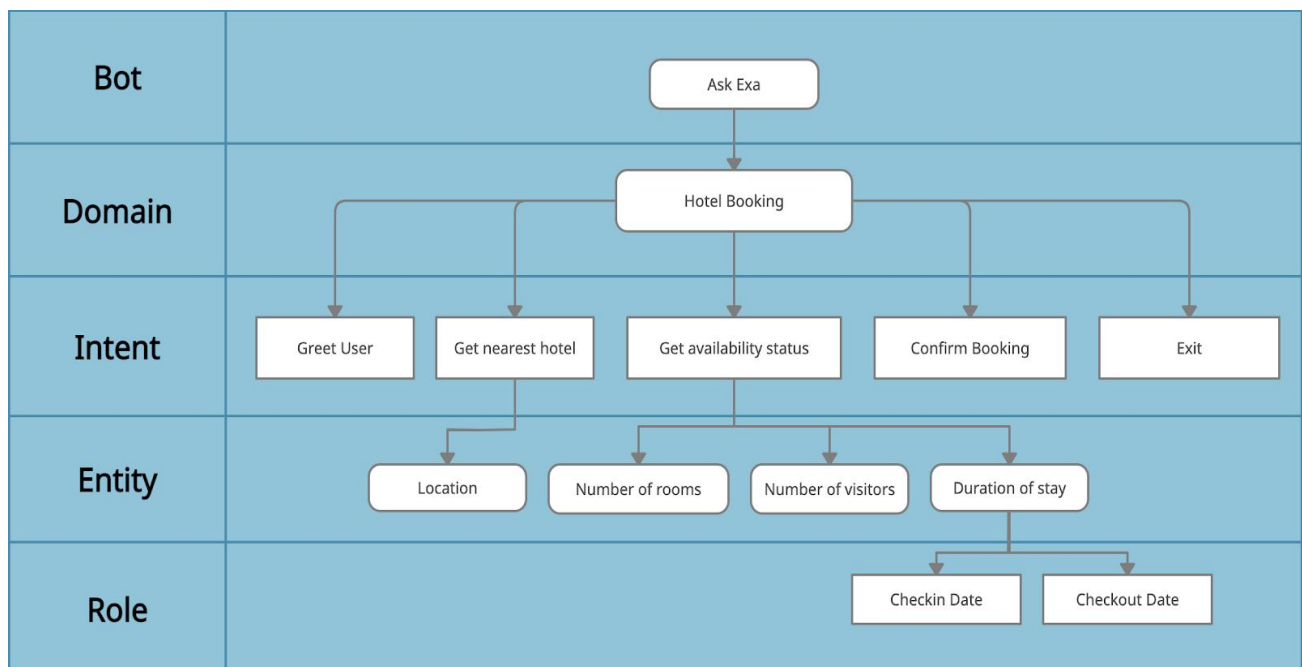 Bot
Ask Exa
Domain
Hotel Booking
Intent
Greet User
Get nearest hotel
Get availability status
Confirm Booking
Exit
Entity
Location
Number of rooms
Number of visitors
Duration of stay
Role
Checkin Date
Checkout Date